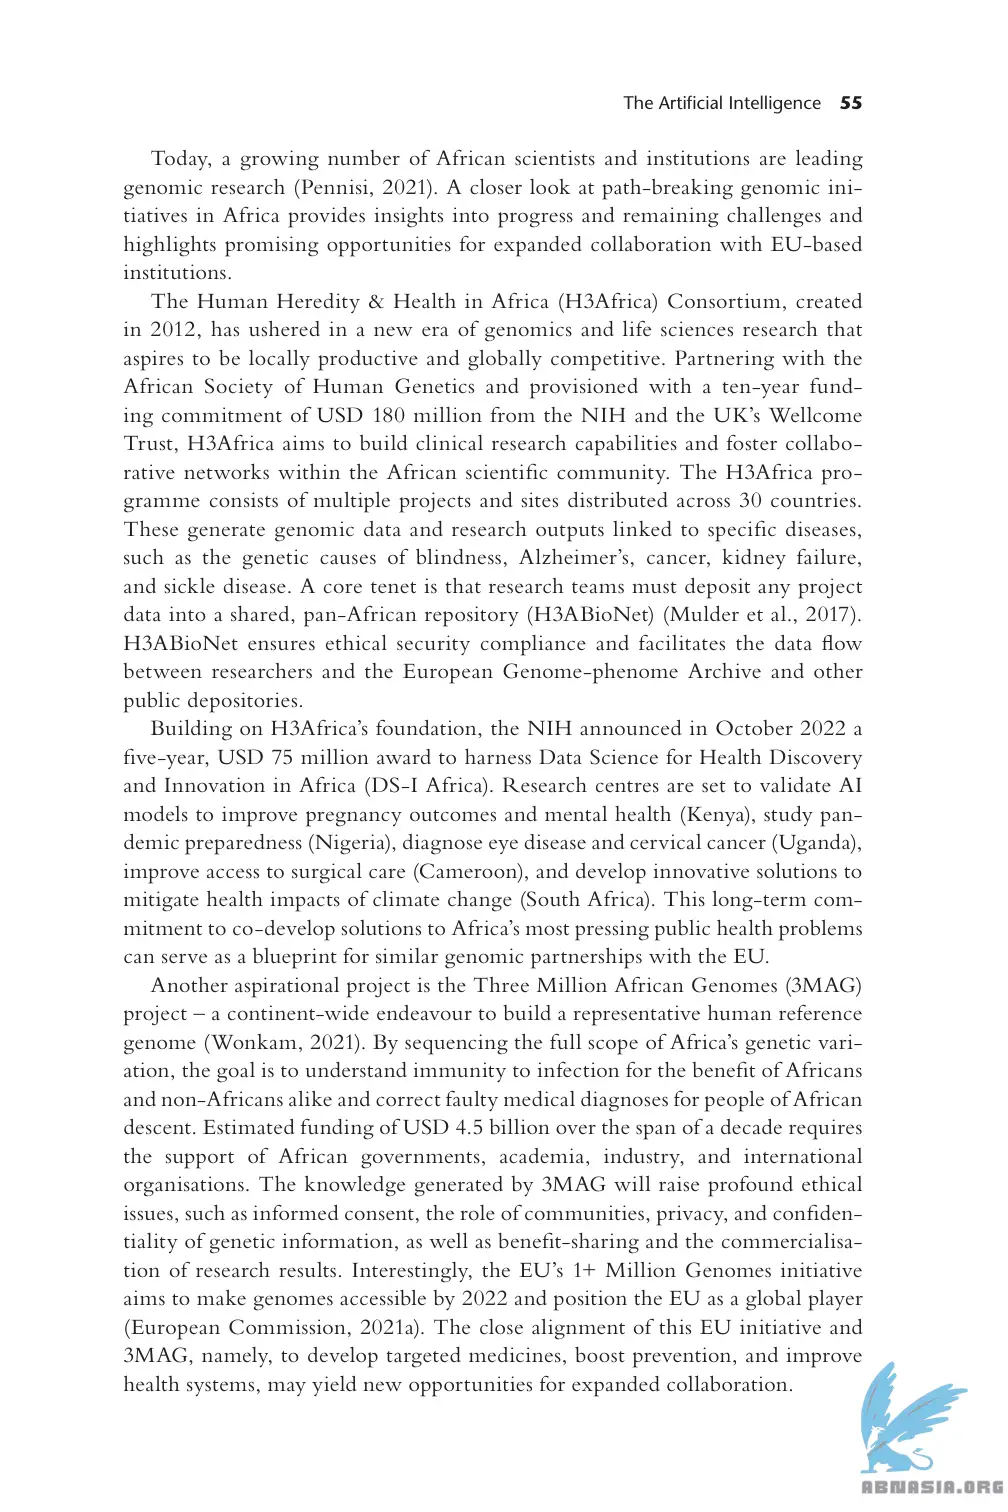 The Artificial Intelligence 55
Today, a growing number of African scientists and institutions are leading
genomic research (Pennisi, 2021). A closer look at path-breaking genomic ini-
tiatives in Africa provides insights into progress and remaining challenges and
highlights promising opportunities for expanded collaboration with EU-based
institutions.
The Human Heredity & Health in Africa (H3Africa) Consortium, created
in 2012, has ushered in a new era of genomics and life sciences research that
aspires to be locally productive and globally competitive. Partnering with the
African Society of Human Genetics and provisioned with a ten-year fund-
ing commitment of USD 180 million from the NIH and the UK’s Wellcome
Trust, H3Africa aims to build clinical research capabilities and foster collabo-
rative networks within the African scientific community. The H3Africa pro-
gramme consists of multiple projects and sites distributed across 30 countries.
These generate genomic data and research outputs linked to specific diseases,
such as the genetic causes of blindness, Alzheimer’s, cancer, kidney failure,
and sickle disease. A core tenet is that research teams must deposit any project
data into a shared, pan-African repository (H3ABioNet) (Mulder et al., 2017).
H3ABioNet ensures ethical security compliance and facilitates the data flow
between researchers and the European Genome-phenome Archive and other
public depositories.
Building on H3Africa’s foundation, the NIH announced in October 2022 a
five-year, USD 75 million award to harness Data Science for Health Discovery
and Innovation in Africa (DS-I Africa). Research centres are set to validate AI
models to improve pregnancy outcomes and mental health (Kenya), study pan-
demic preparedness (Nigeria), diagnose eye disease and cervical cancer (Uganda),
improve access to surgical care (Cameroon), and develop innovative solutions to
mitigate health impacts of climate change (South Africa). This long-term com-
mitment to co-develop solutions to Africa’s most pressing public health problems
can serve as a blueprint for similar genomic partnerships with the EU.
Another aspirational project is the Three Million African Genomes (3MAG)
project – a continent-wide endeavour to build a representative human reference
genome (Wonkam, 2021). By sequencing the full scope of Africa’s genetic vari-
ation, the goal is to understand immunity to infection for the benefit of Africans
and non-Africans alike and correct faulty medical diagnoses for people of African
descent. Estimated funding of USD 4.5 billion over the span of a decade requires
the support of African governments, academia, industry, and international
organisations. The knowledge generated by 3MAG will raise profound ethical
issues, such as informed consent, the role of communities, privacy, and confiden-
tiality of genetic information, as well as benefit-sharing and the commercialisa-
tion of research results. Interestingly, the EU’s 1+ Million Genomes initiative
aims to make genomes accessible by 2022 and position the EU as a global player
(European Commission, 2021a). The close alignment of this EU initiative and
3MAG, namely, to develop targeted medicines, boost prevention, and improve
health systems, may yield new opportunities for expanded collaboration.
ABNASIA.ORG